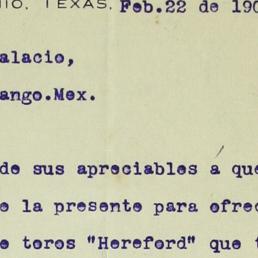 NIO, TEXAS. Feb.22 de 190
alacio,
ango.Mex.
de sus apreciables a que
la presente para ofrec
e toros "Hereford" que